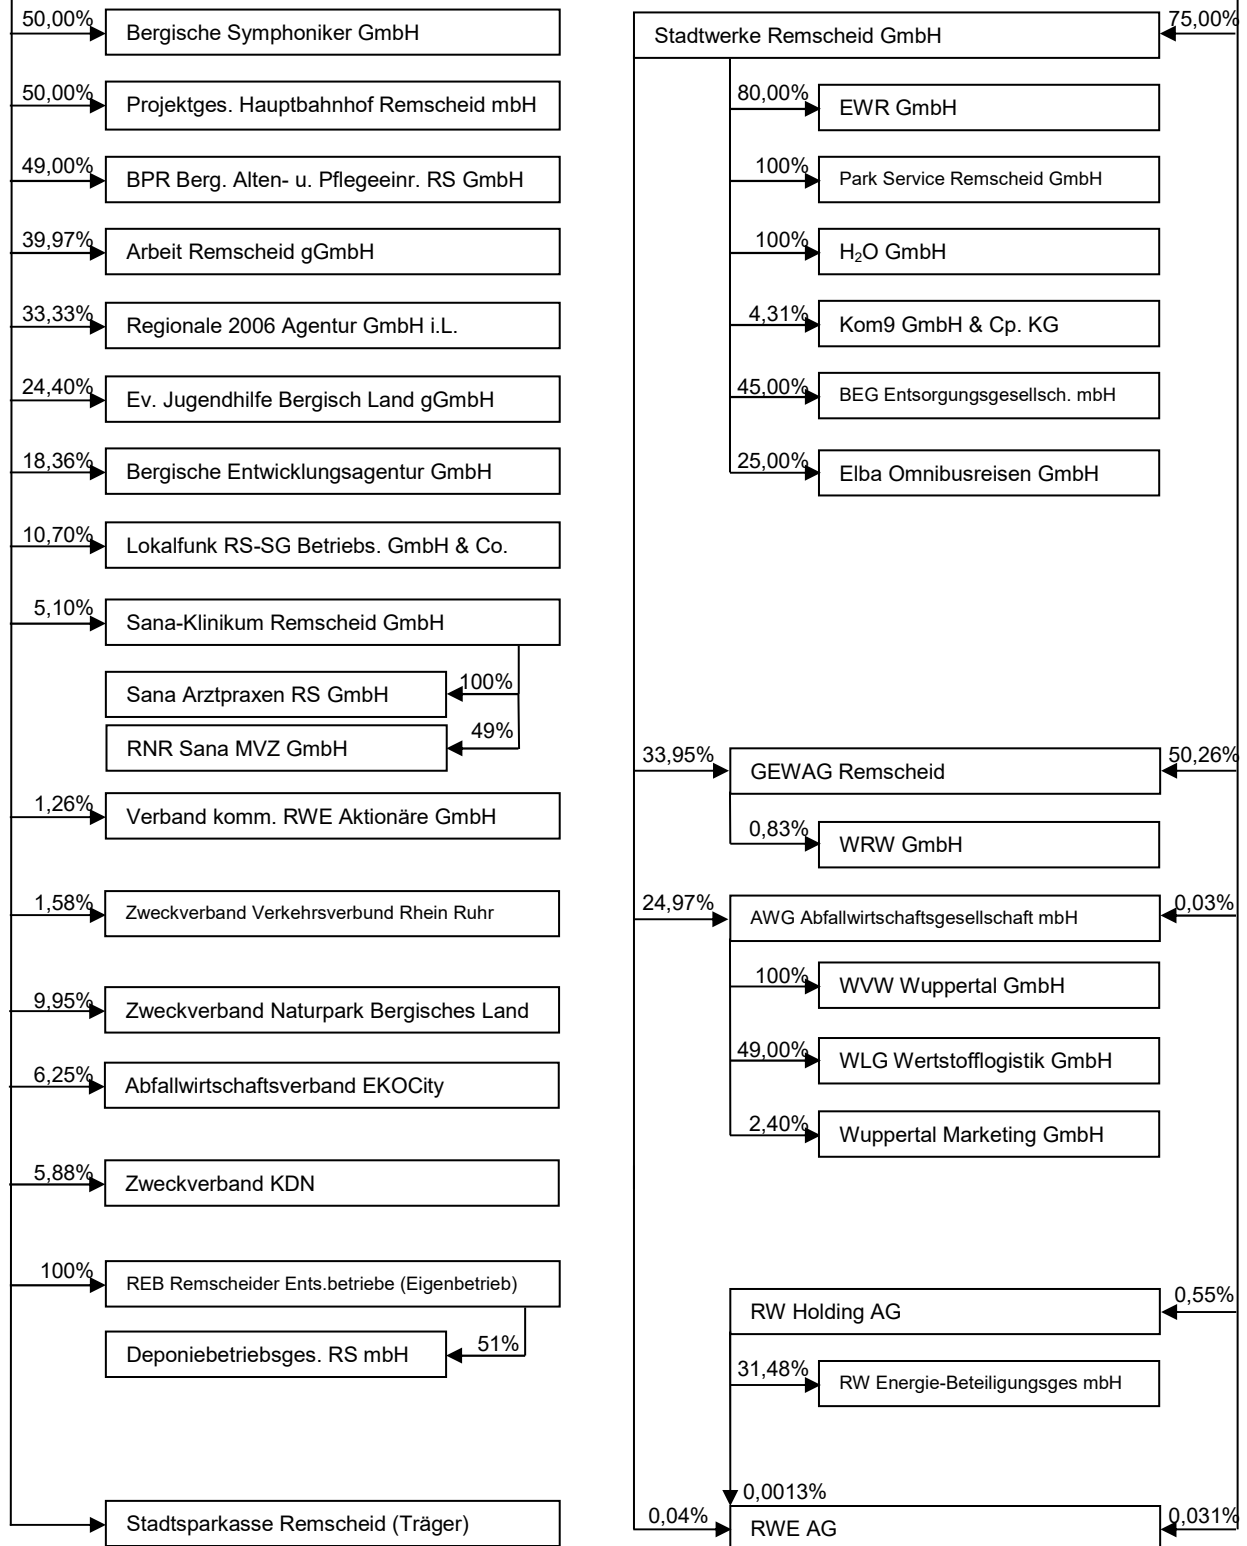 50,00%
Bergische Symphoniker GmbH
50,00%
Projektges. Hauptbahnhof Remscheid mbH
49,00%
BPR Berg. Alten- u. Pflegeeinr. RS GmbH
39,97%
Arbeit Remscheid gGmbH
33,33%
Regionale 2006 Agentur GmbH i.L.
24,40%
Ev. Jugendhilfe Bergisch Land gGmbH
18,36%
Bergische Entwicklungsagentur GmbH
10,70%
Lokalfunk RS-SG Betriebs. GmbH & Co.
5,10%
Sana-Klinikum Remscheid GmbH
Sana Arztpraxen RS GmbH
100%
RNR Sana MVZ GmbH
49%
1,26%
Verband komm. RWE Aktionäre GmbH
1,58%
Zweckverband Verkehrsverbund Rhein Ruhr
9,95%
Zweckverband Naturpark Bergisches Land
6,25%
Abfallwirtschaftsverband EKOCity
5,88%
Zweckverband KDN
100%
REB Remscheider Ents.betriebe (Eigenbetrieb)
Deponiebetriebsges. RS mbH
51%
Stadtsparkasse Remscheid (Träger)
Stadtwerke Remscheid GmbH
75,00%
80,00%
EWR GmbH
100%
Park Service Remscheid GmbH
100%
H₂O GmbH
4,31%
Kom9 GmbH & Cp. KG
45,00%
BEG Entsorgungsgesellsch. mbH
25,00%
Elba Omnibusreisen GmbH
33,95%
GEWAG Remscheid
50,26%
0,83%
WRW GmbH
24,97%
AWG Abfallwirtschaftsgesellschaft mbH
0,03%
100%
WVW Wuppertal GmbH
49,00%
WLG Wertstofflogistik GmbH
2,40%
Wuppertal Marketing GmbH
RW Holding AG
0,55%
31,48%
RW Energie-Beteiligungsges mbH
0,0013%
0,04%
RWE AG
0,031%